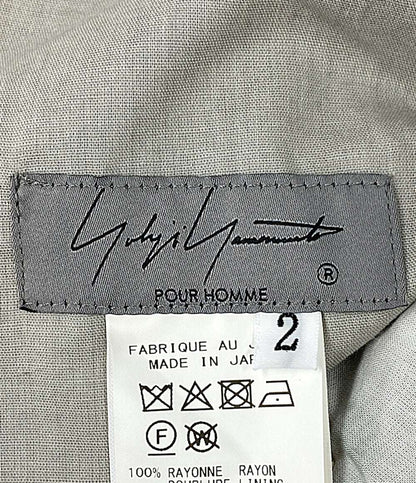 Yohji Yamamoto
®
POUR HOMME
2
FABRIQUE AU J
MADE IN JAP
F W
100% RAYONNE RAYON
DOUBLURE LINING